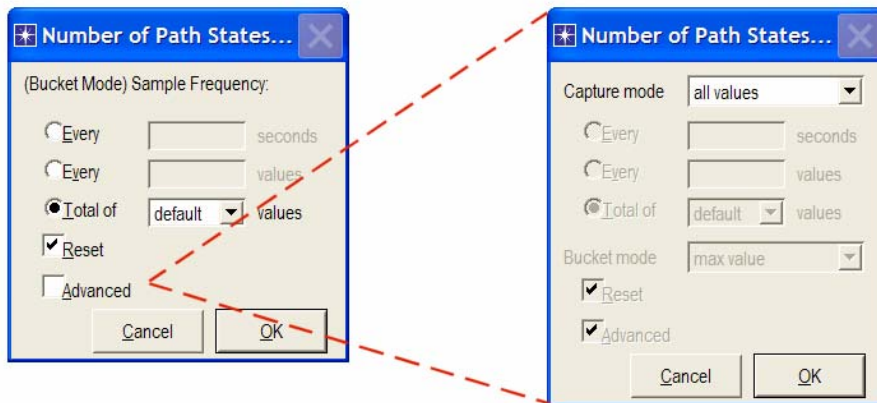 Number of Path States...
(Bucket Mode) Sample Frequency:
Every seconds
Every values
Total of default values
Reset
Advanced
Cancel OK
Number of Path States...
Capture mode all values
Every seconds
Every values
Total of default values
Bucket mode max value
Reset
Advanced
Cancel OK